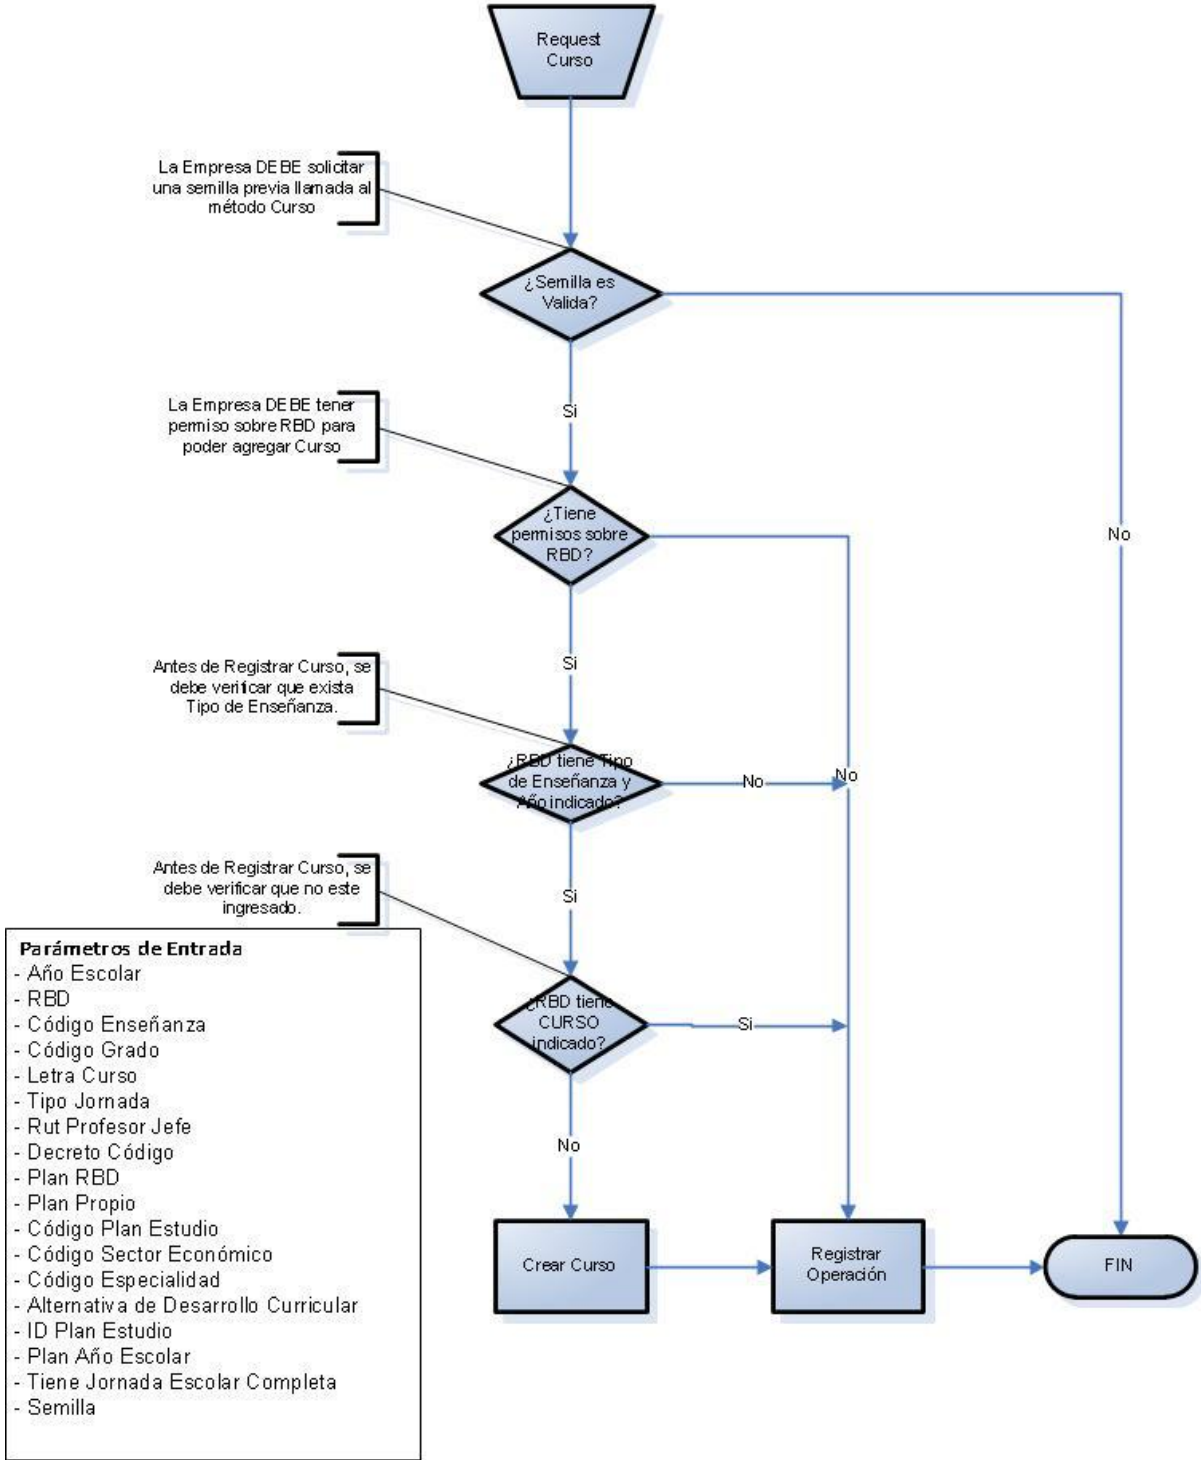 Request
Curso
La Empresa DEBE solicitar
una semilla previa llamada al
método Curso
¿Semilla es
Valida?
Si
No
La Empresa DEBE tener
permiso sobre RBD para
poder agregar Curso
¿Tiene
permisos sobre
RBD?
Si
No
Antes de Registrar Curso, se
debe verificar que exista
Tipo de Enseñanza.
¿RBD tiene Tipo
de Enseñanza y
Año indicado?
No
Si
Antes de Registrar Curso, se
debe verificar que no este
ingresado.
¿RBD tiene
CURSO
indicado?
Si
No
Crear Curso
Registrar
Operación
FIN
Parámetros de Entrada
- Año Escolar
- RBD
- Código Enseñanza
- Código Grado
- Letra Curso
- Tipo Jornada
- Rut Profesor Jefe
- Decreto Código
- Plan RBD
- Plan Propio
- Código Plan Estudio
- Código Sector Económico
- Código Especialidad
- Alternativa de Desarrollo Curricular
- ID Plan Estudio
- Plan Año Escolar
- Tiene Jornada Escolar Completa
- Semilla